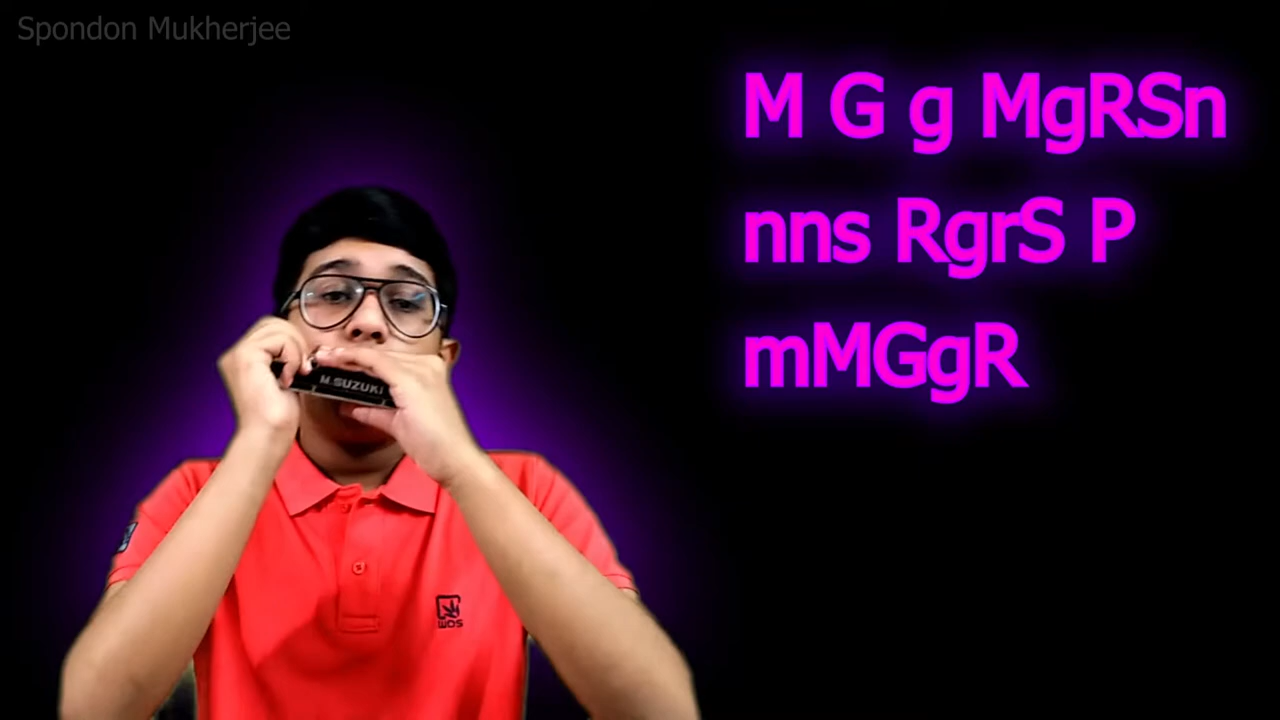 Spondon Mukherjee
M G g MgRSn
nns RgrS P
mMGgR
M.SUZUKI
WDS